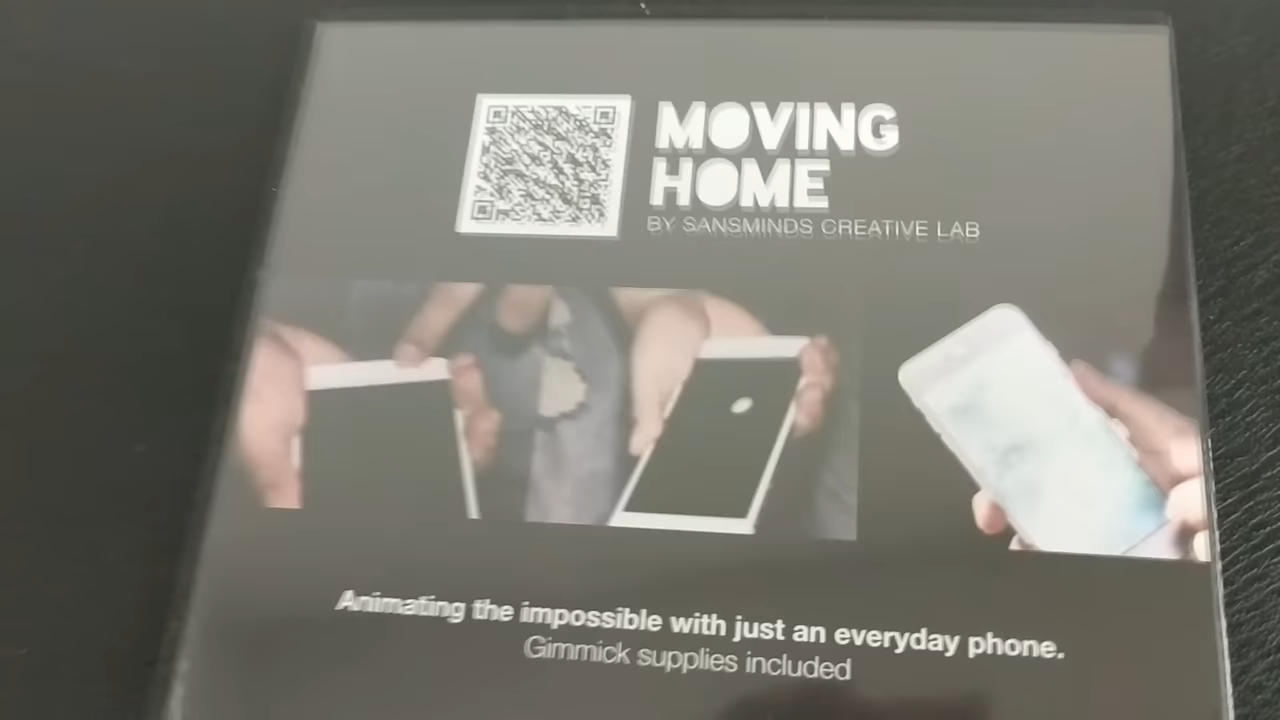 MOVING
HOME
BY SANSMINDS CREATIVE LAB
Animating the impossible with just an everyday phone.
Gimmick supplies included